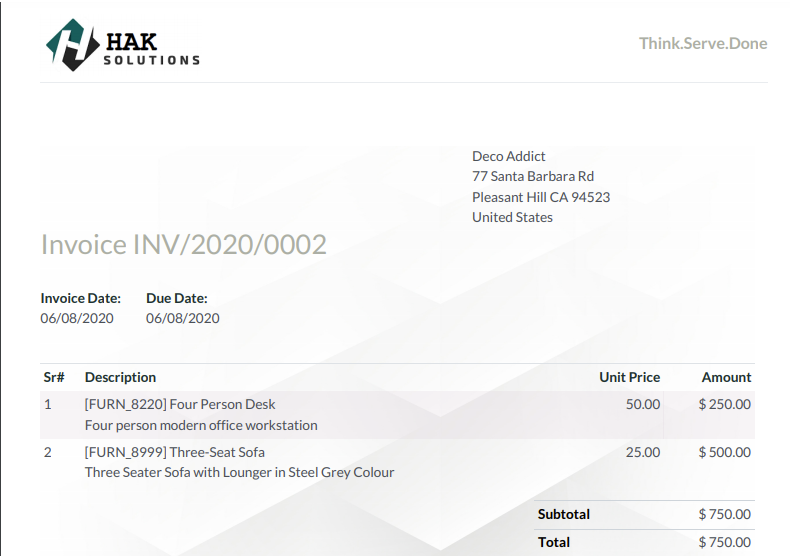 HAK
SOLUTIONS
Think.Serve.Done
Deco Addict
77 Santa Barbara Rd
Pleasant Hill CA 94523
United States
Invoice INV/2020/0002
Invoice Date: Due Date:
06/08/2020 06/08/2020
Sr# Description Unit Price Amount
1 [FURN_8220] Four Person Desk 50.00 $ 250.00
Four person modern office workstation
2 [FURN_8999] Three-Seat Sofa 25.00 $ 500.00
Three Seater Sofa with Lounger in Steel Grey Colour
Subtotal $ 750.00
Total $ 750.00